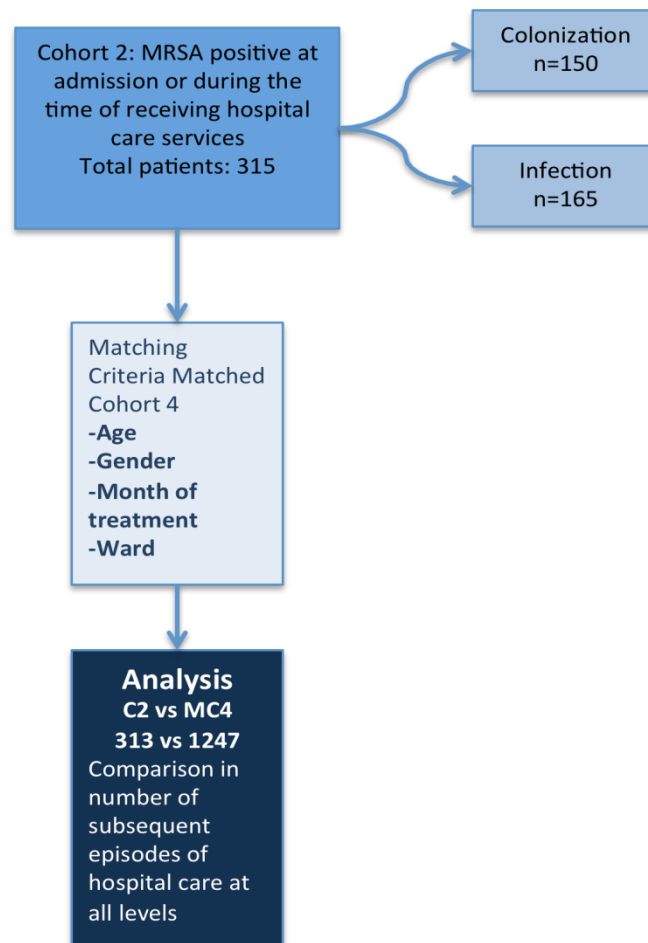 Cohort 2: MRSA positive at
admission or during the
time of receiving hospital
care services
Total patients: 315
Colonization
n=150
Infection
n=165
Matching
Criteria Matched
Cohort 4
-Age
-Gender
-Month of
treatment
-Ward
Analysis
C2 vs MC4
313 vs 1247
Comparison in
number of
subsequent
episodes of
hospital care at
all levels